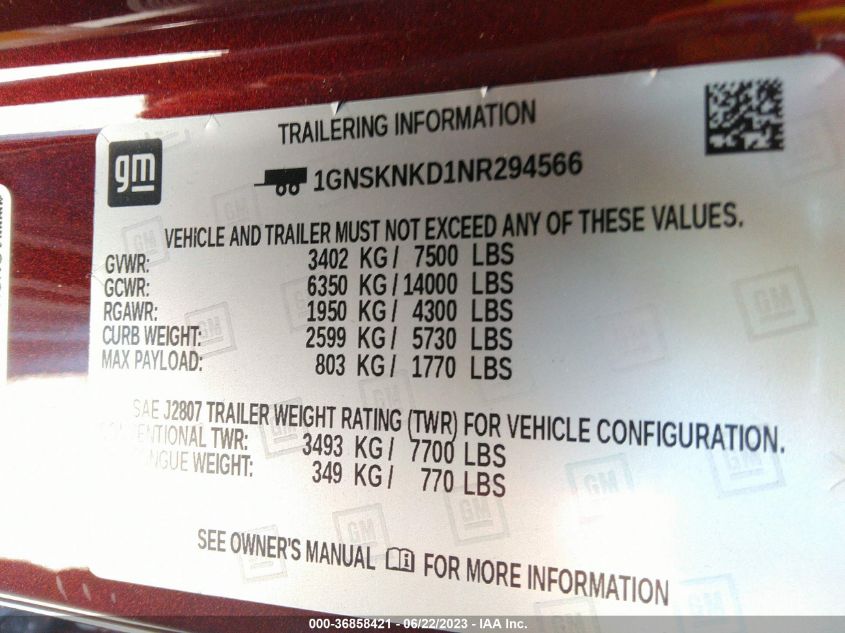 TRAILERING INFORMATION
gm
1GNSKNKD1NR294566
VEHICLE AND TRAILER MUST NOT EXCEED ANY OF THESE VALUES.
GVWR: 3402 KG / 7500 LBS
GCWR: 6350 KG / 14000 LBS
RGAWR: 1950 KG / 4300 LBS
CURB WEIGHT: 2599 KG / 5730 LBS
MAX PAYLOAD: 803 KG / 1770 LBS
SAE J2807 TRAILER WEIGHT RATING (TWR) FOR VEHICLE CONFIGURATION.
TWR: 3493 KG / 7700 LBS
WEIGHT: 349 KG / 770 LBS
SEE OWNER'S MANUAL FOR MORE INFORMATION
000-36858421 - 06/22/2023 - IAA Inc.